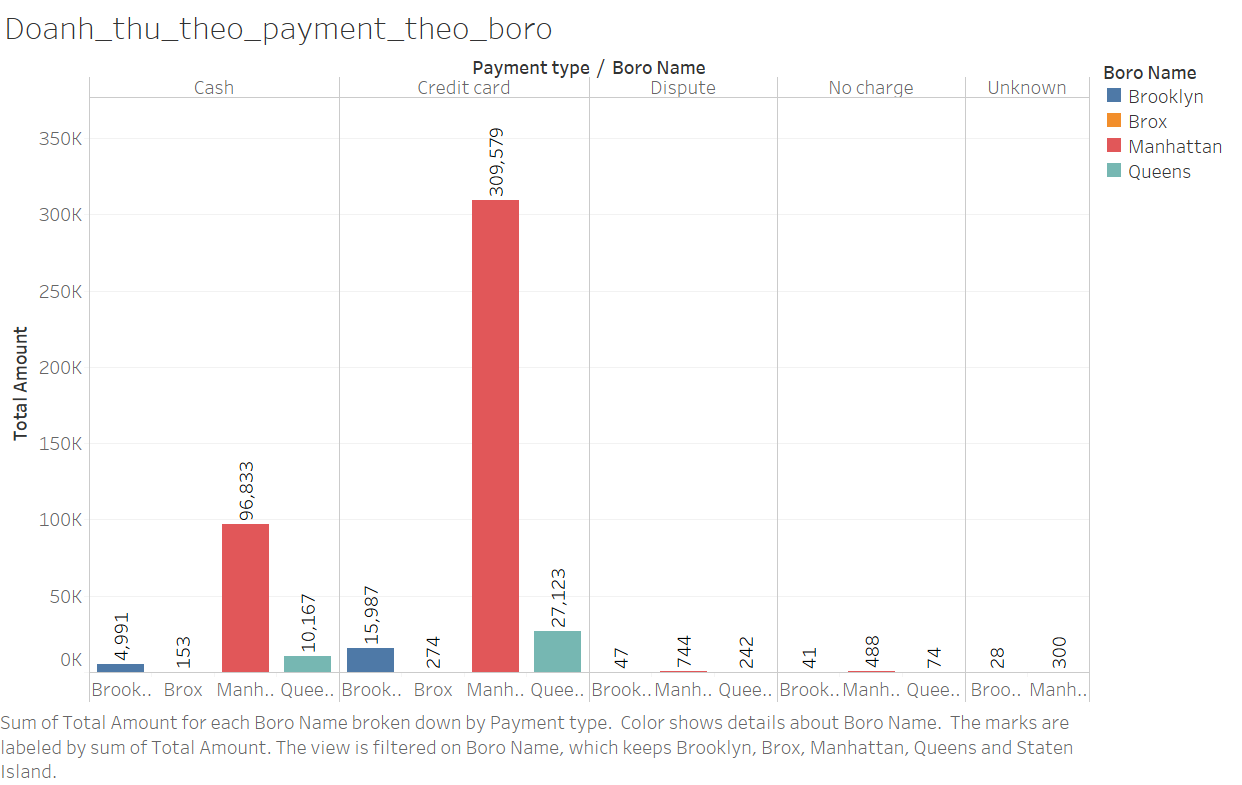 Doanh_thu_theo_payment_theo_boro
Payment type / Boro Name
Cash Credit card Dispute No charge Unknown
Boro Name
Brooklyn
Brox
Manhattan
Queens
Total Amount
350K
300K
250K
200K
150K
100K
50K
0K
4,991 153 96,833 10,167 15,987 274 309,579 27,123 47 744 242 41 488 74 28 300
Brook.. Brox Manh.. Quee.. Brook.. Brox Manh.. Quee.. Brook.. Manh.. Quee.. Brook.. Manh.. Quee.. Broo.. Manh..
Sum of Total Amount for each Boro Name broken down by Payment type.  Color shows details about Boro Name.  The marks are
labeled by sum of Total Amount. The view is filtered on Boro Name, which keeps Brooklyn, Brox, Manhattan, Queens and Staten
Island.